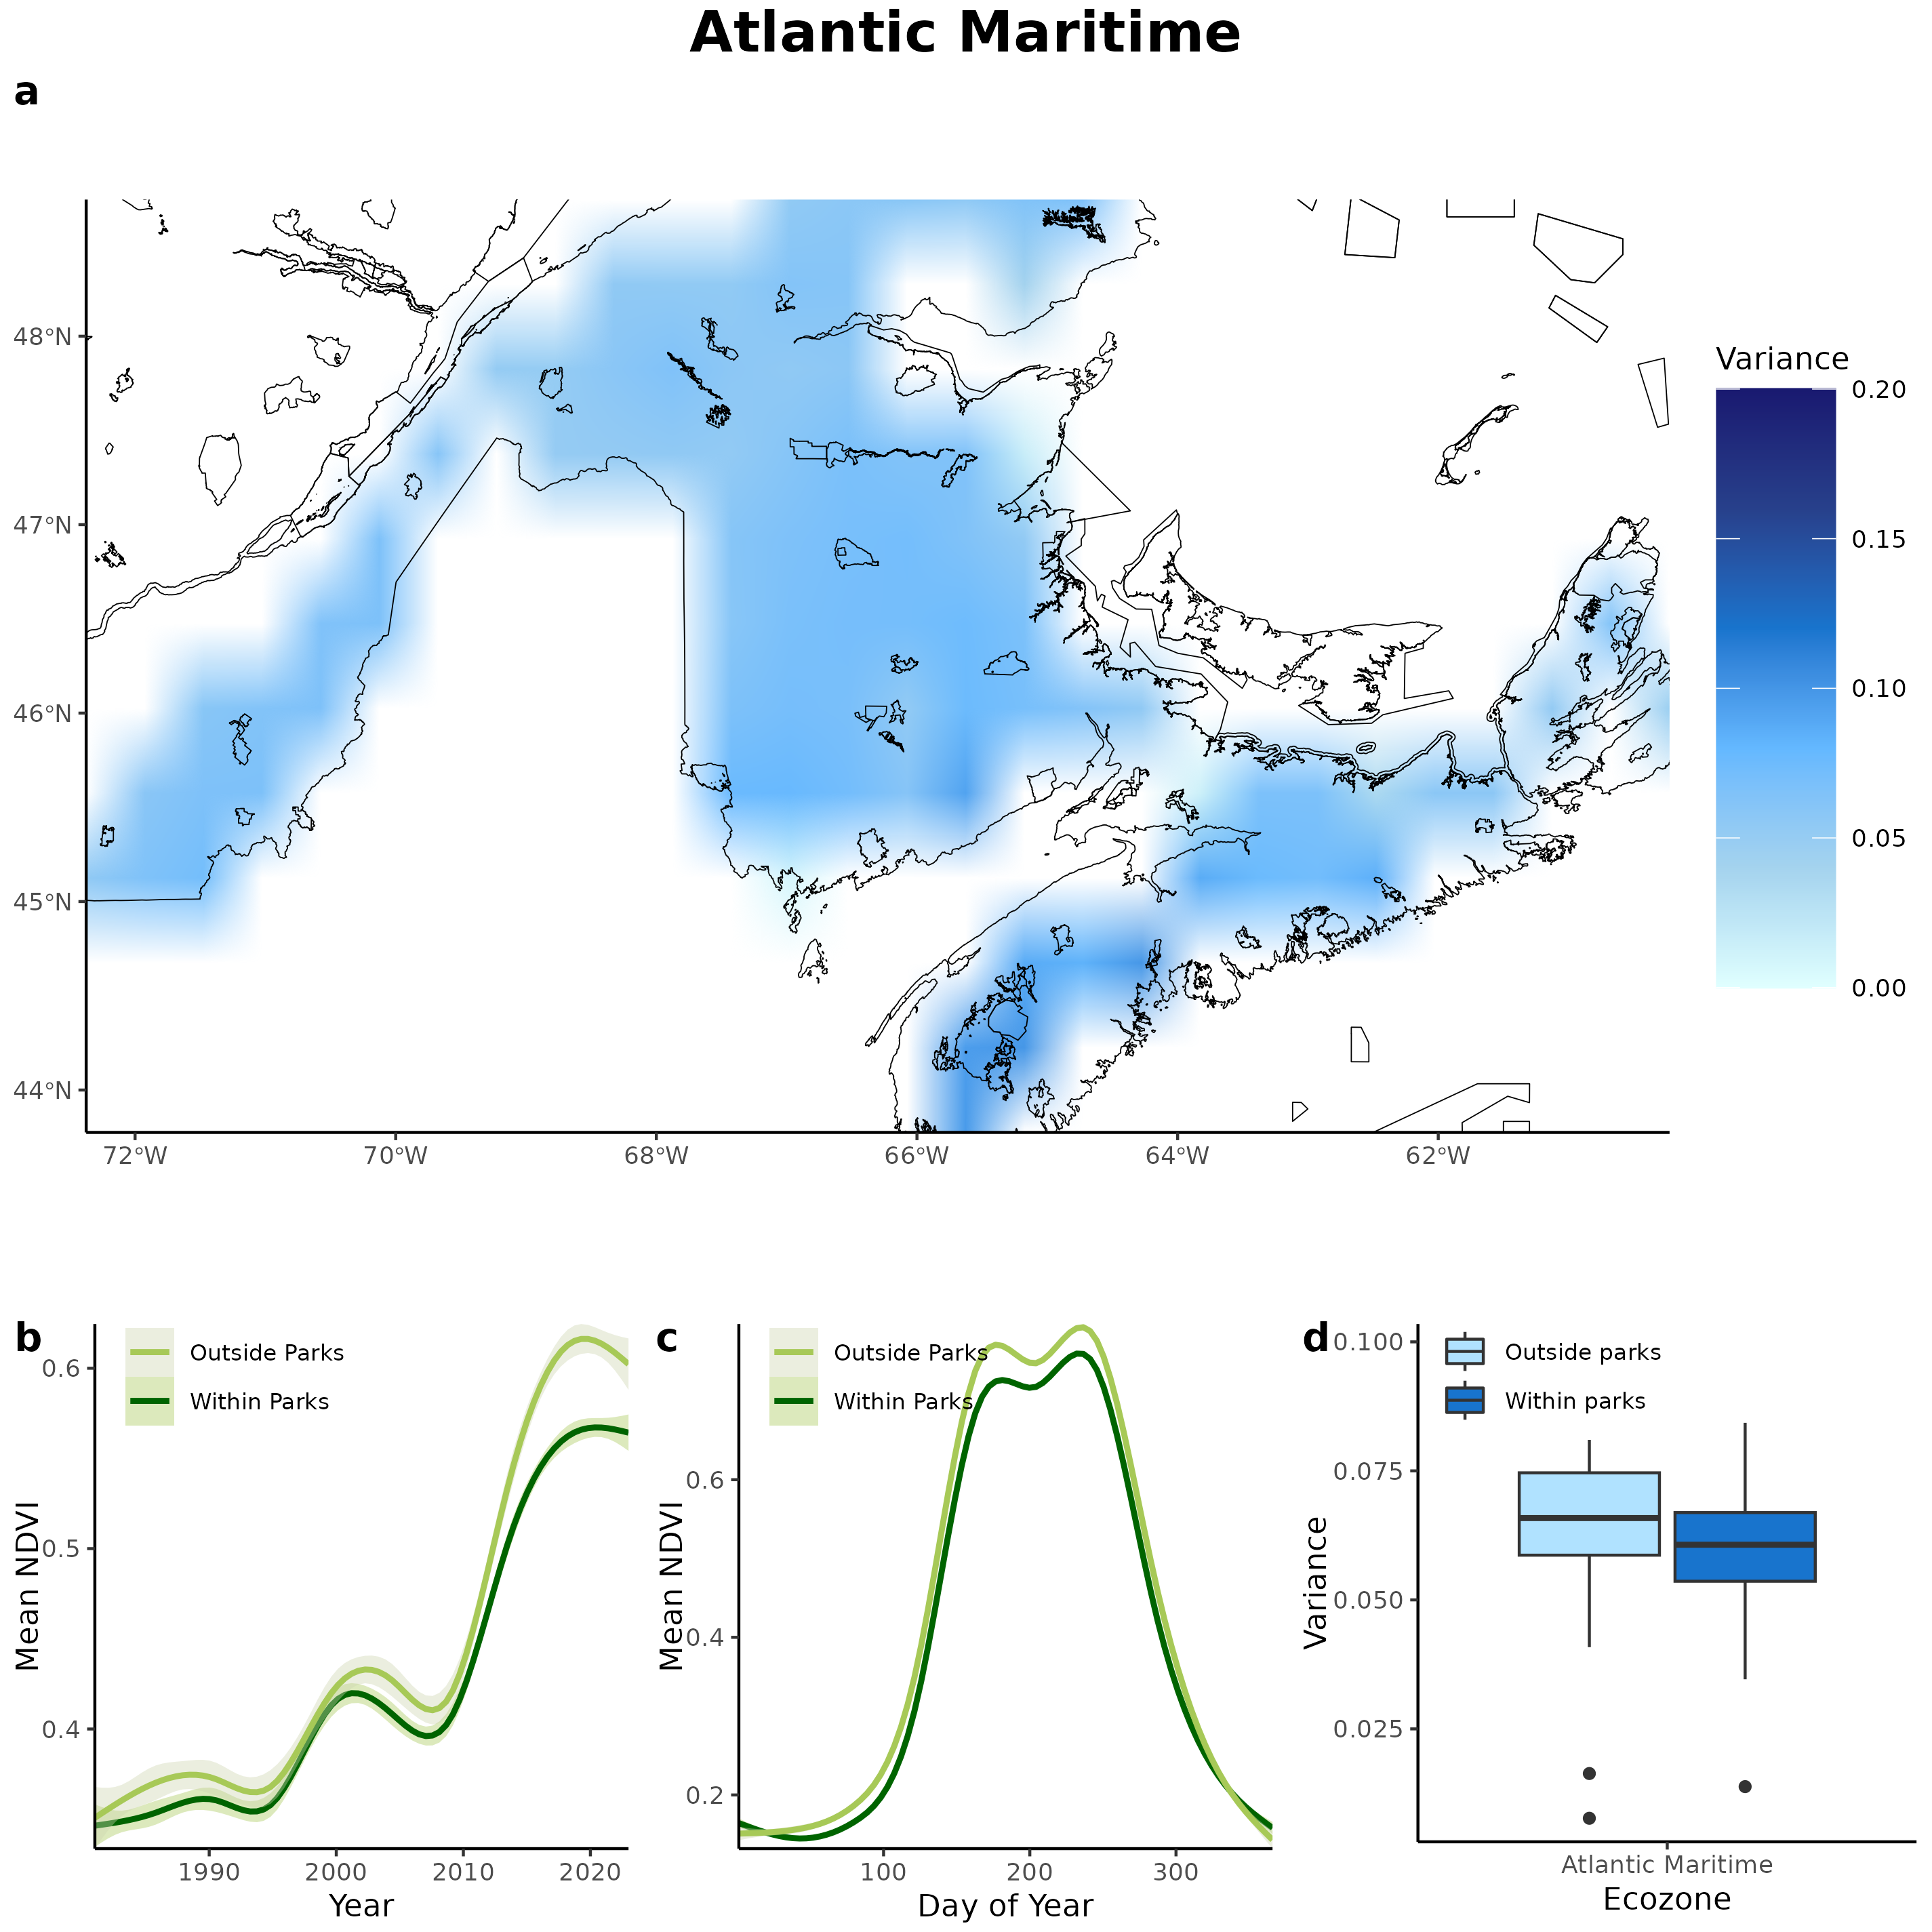 Atlantic Maritime
a
48°N
47°N
46°N
45°N
44°N
72°W
70°W
68°W
66°W
64°W
62°W
Variance
0.20
0.15
0.10
0.05
0.00
b
Outside Parks
Within Parks
0.6
0.5
0.4
Mean NDVI
1990
2000
2010
2020
Year
c
Outside Parks
Within Parks
0.6
0.4
0.2
Mean NDVI
100
200
300
Day of Year
d
Outside parks
Within parks
0.100
0.075
0.050
0.025
Variance
Atlantic Maritime
Ecozone